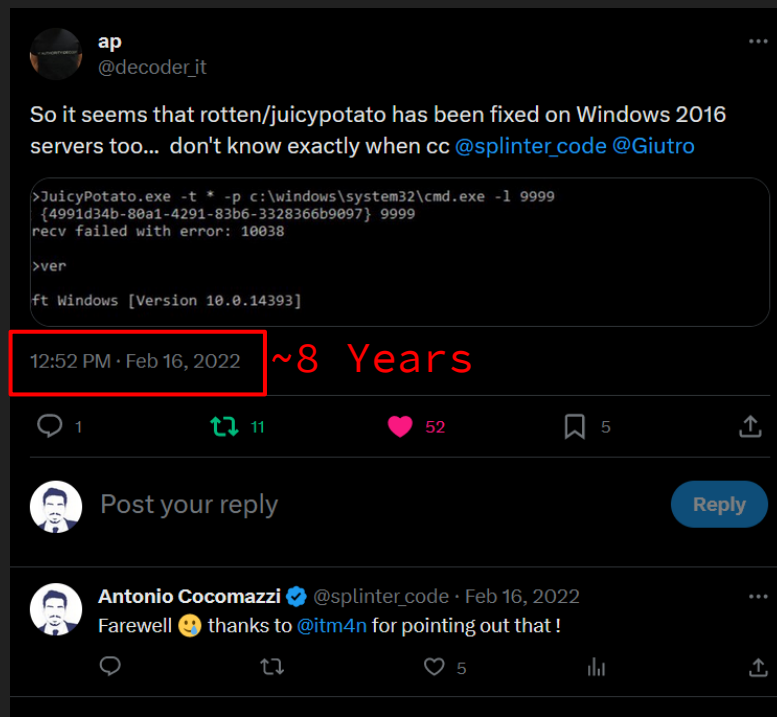 ap
@decoder_it
So it seems that rotten/juicypotato has been fixed on Windows 2016
servers too... don't know exactly when cc @splinter_code @Giutro
>JuicyPotato.exe -t * -p c:\windows\system32\cmd.exe -l 9999
{4991d34b-80a1-4291-83b6-3328366b9097} 9999
recv failed with error: 10038
>ver
ft Windows [Version 10.0.14393]
12:52 PM · Feb 16, 2022 ~8 Years
1 11 52 5
Post your reply Reply
Antonio Cocomazzi @splinter_code · Feb 16, 2022
Farewell 🥲 thanks to @itm4n for pointing out that !
5